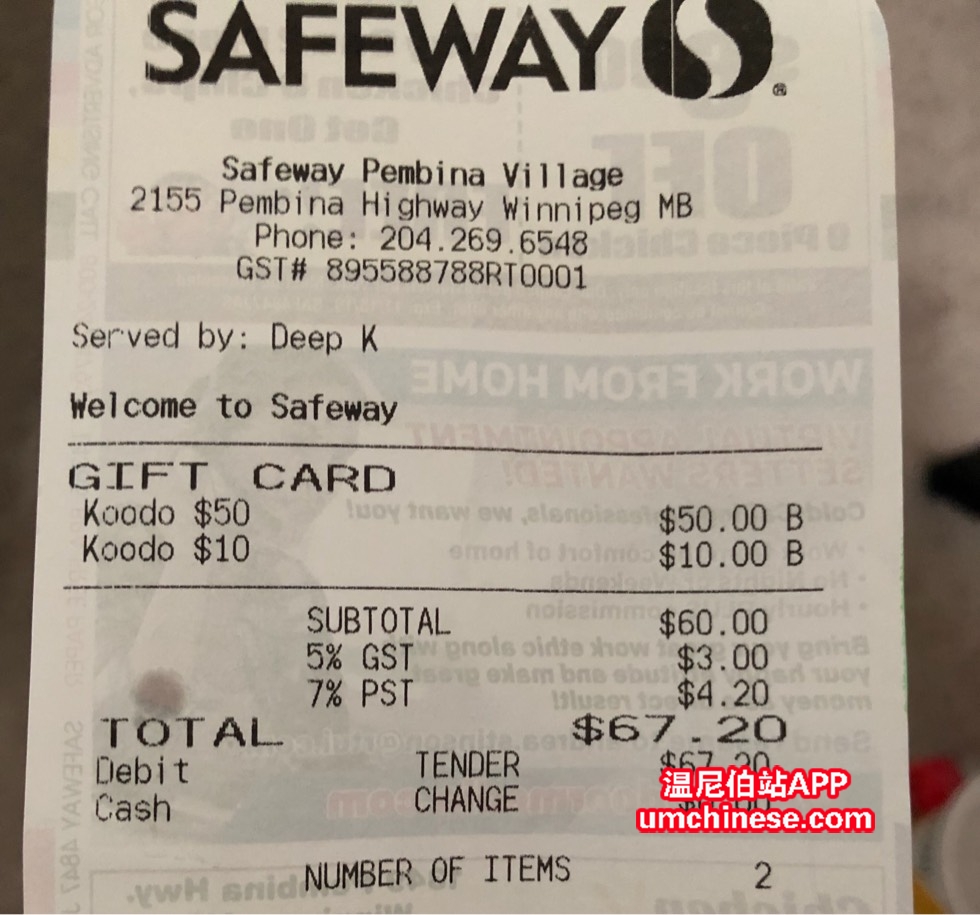 SAFEWAY ®
Safeway Pembina Village
2155 Pembina Highway Winnipeg MB
Phone: 204.269.6548
GST# 895588788RT0001
Served by: Deep K
Welcome to Safeway
GIFT CARD
Koodo $50 $50.00 B
Koodo $10 $10.00 B
SUBTOTAL $60.00
5% GST $3.00
7% PST $4.20
TOTAL $67.20
Debit TENDER $67.20
Cash CHANGE
温尼伯站APP
umchinese.com
NUMBER OF ITEMS 2